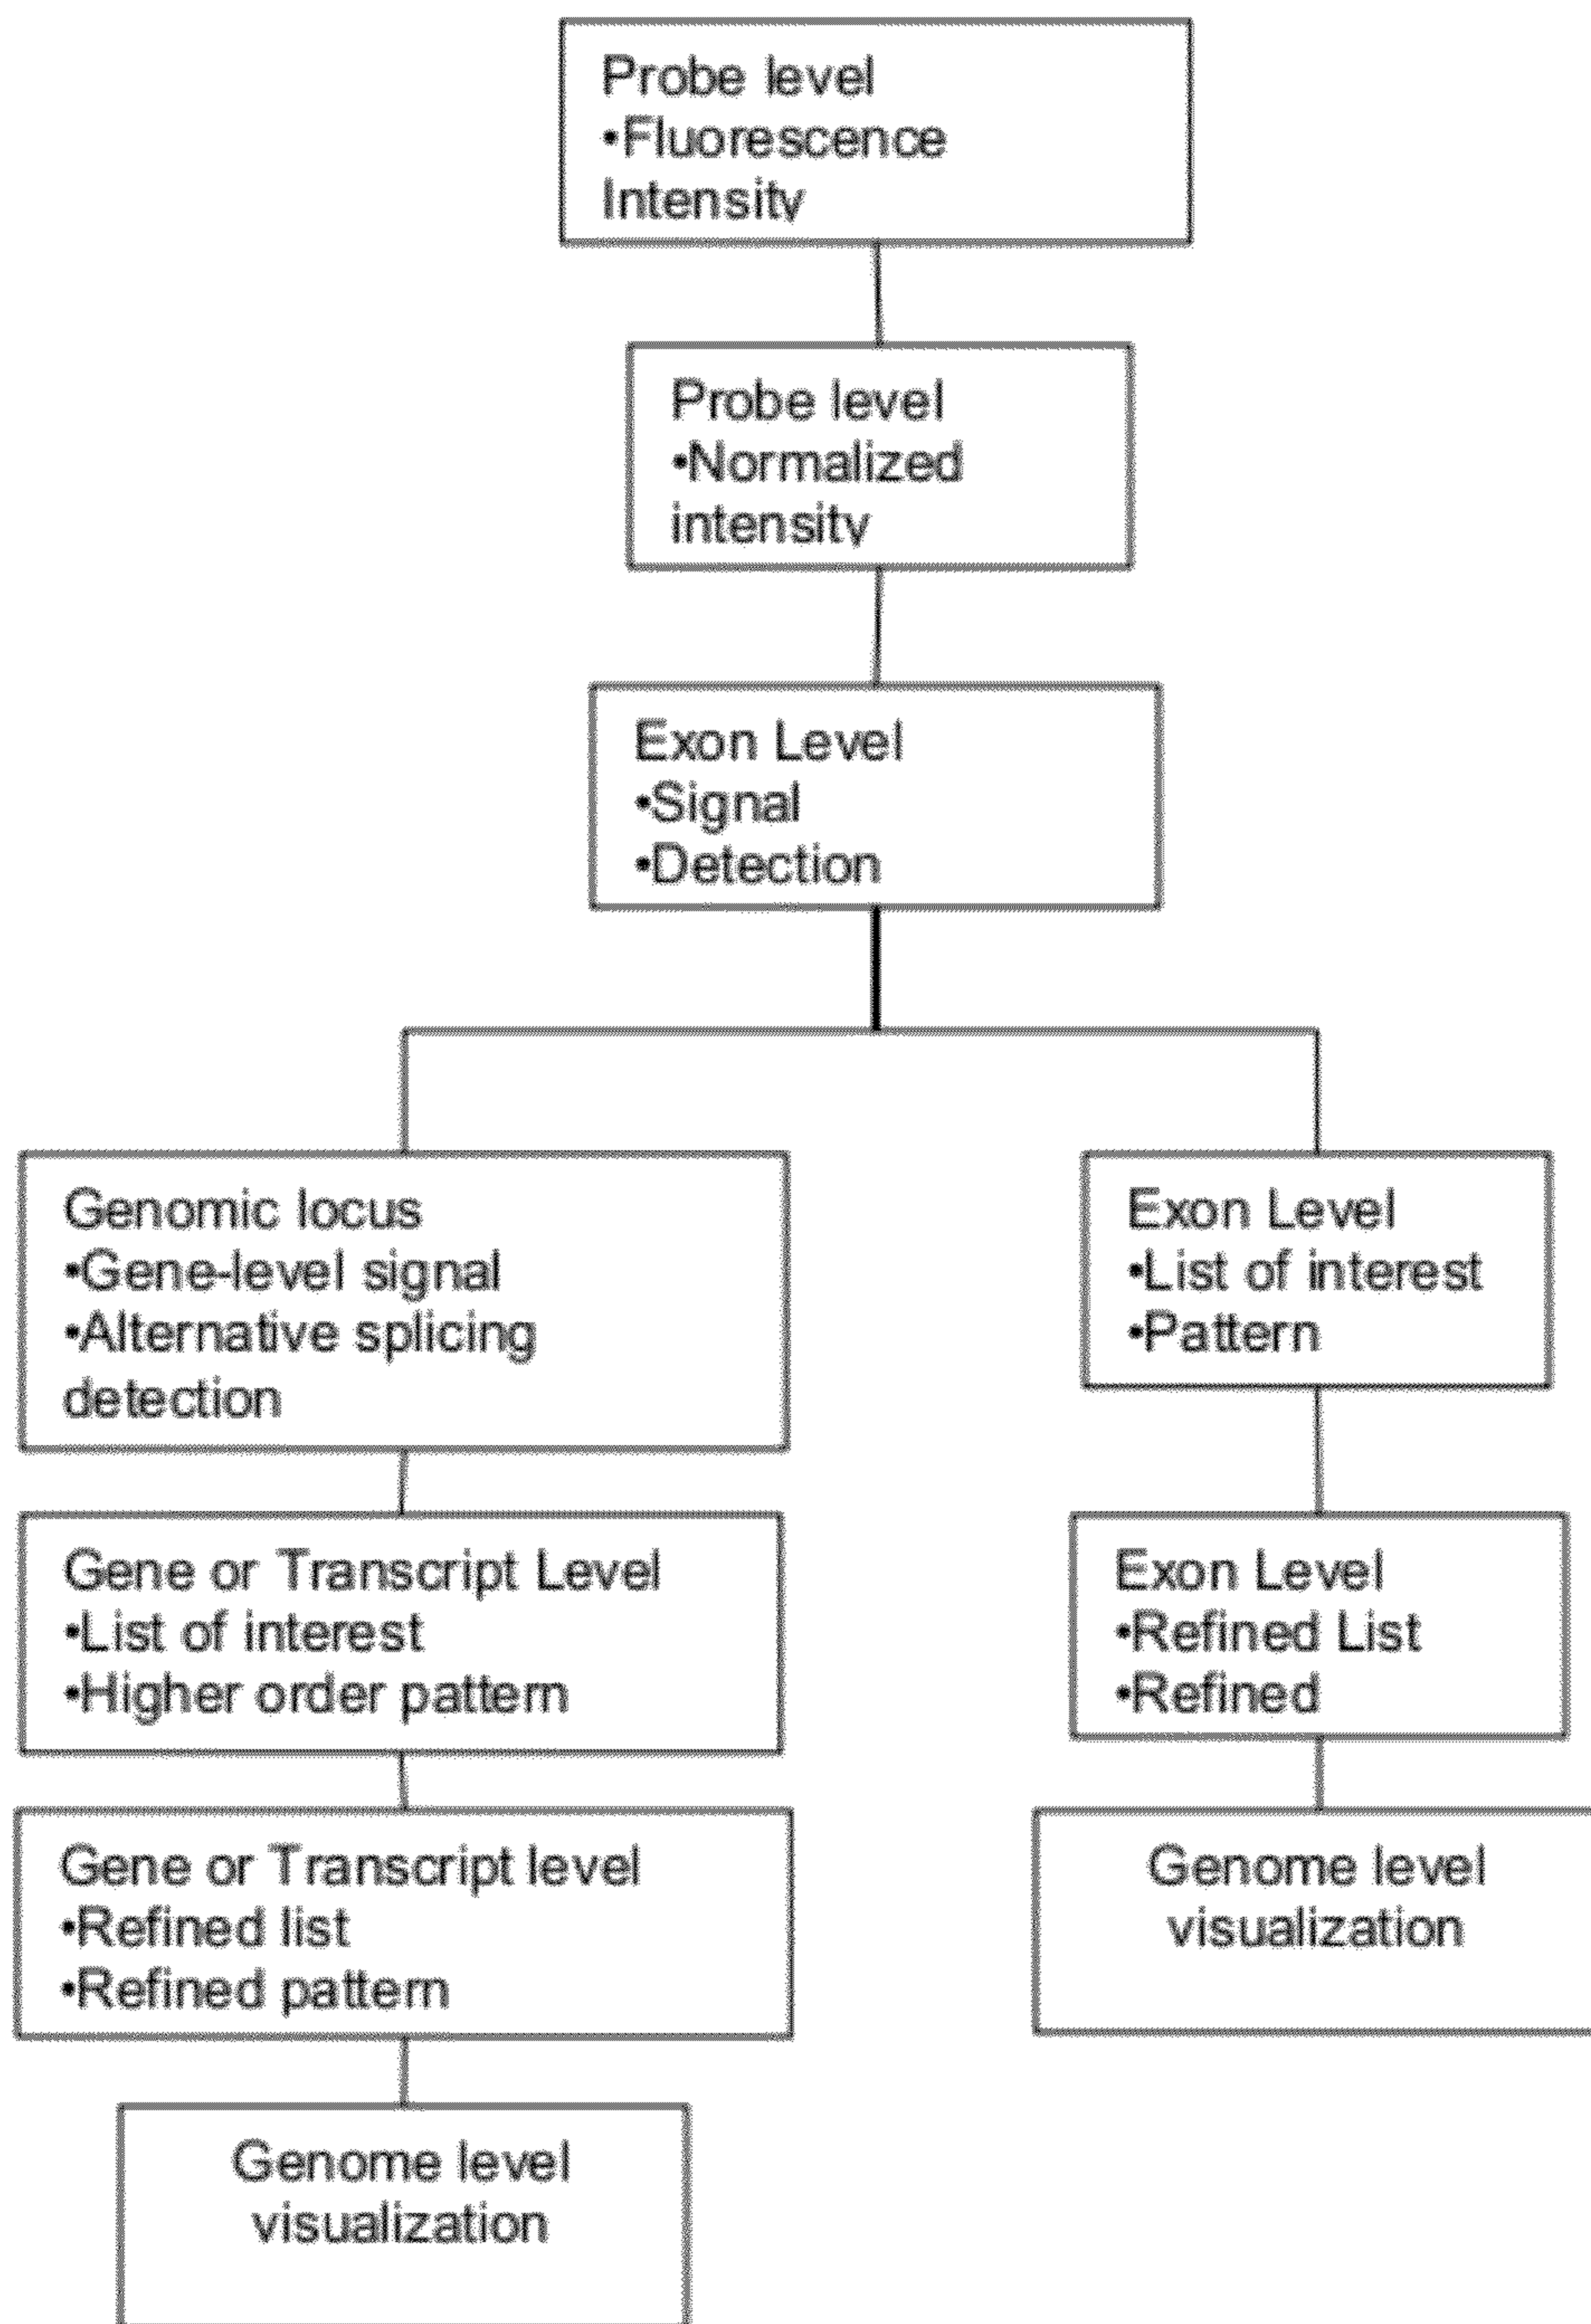 Probe level
•Fluorescence
Intensity
Probe level
•Normalized
intensity
Exon Level
•Signal
•Detection
Genomic locus
•Gene-level signal
•Alternative splicing
detection
Gene or Transcript Level
•List of interest
•Higher order pattern
Gene or Transcript level
•Refined list
•Refined pattern
Genome level
visualization
Exon Level
•List of interest
•Pattern
Exon Level
•Refined List
•Refined
Genome level
visualization